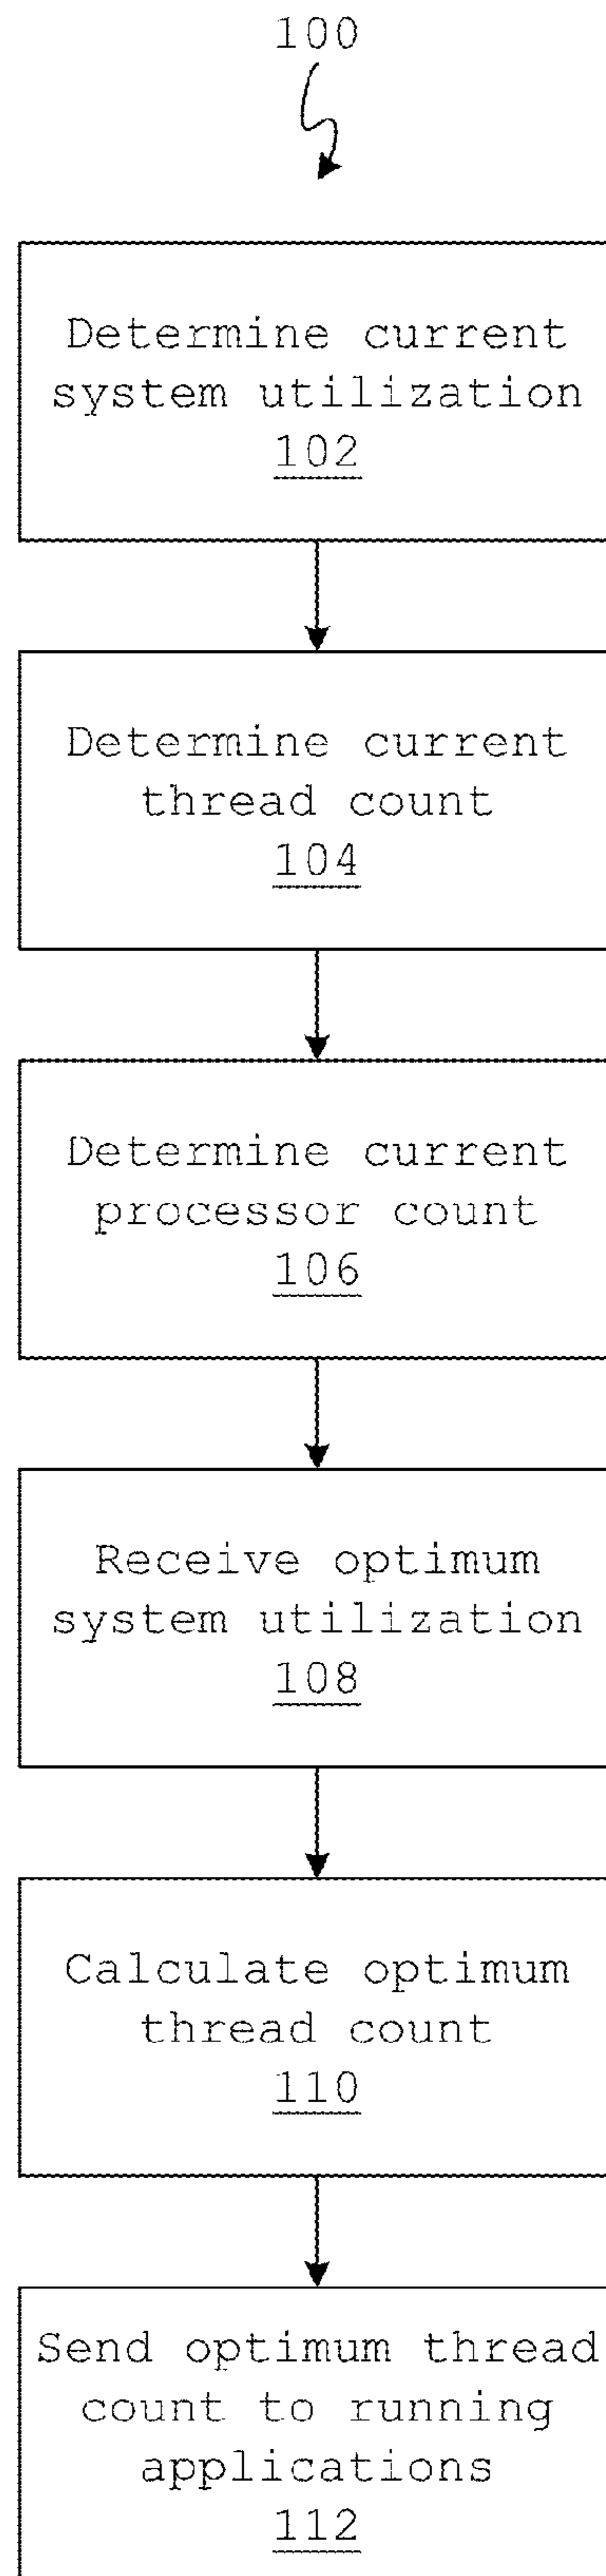 100
Determine current
system utilization
102
Determine current
thread count
104
Determine current
processor count
106
Receive optimum
system utilization
108
Calculate optimum
thread count
110
Send optimum thread
count to running
applications
112